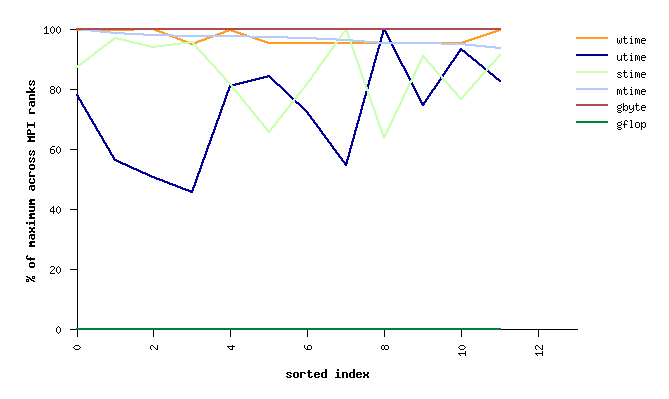 100
80
60
40
20
0
% of maximum across MPI ranks
0 2 4 6 8 10 12
sorted index
wtime
utime
stime
mtime
gbyte
gflop